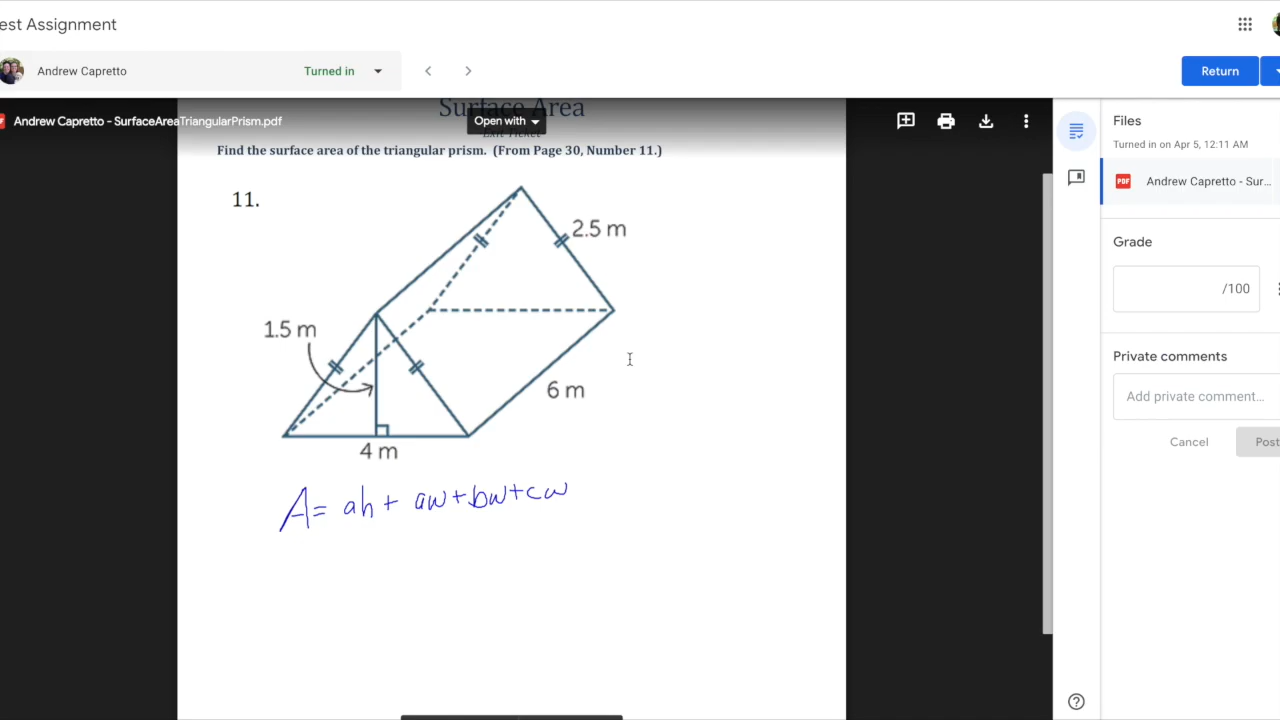 est Assignment
Andrew Capretto
Turned in
Return
Andrew Capretto - SurfaceAreaTriangularPrism.pdf
Surface Area
Open with
Exit Ticket
Find the surface area of the triangular prism. (From Page 30, Number 11.)
11.
2.5 m
1.5 m
6 m
4 m
A = ah + aw + bw + cw
Files
Turned in on Apr 5, 12:11 AM
PDF
Andrew Capretto - Sur...
Grade
/100
Private comments
Add private comment...
Cancel
Post